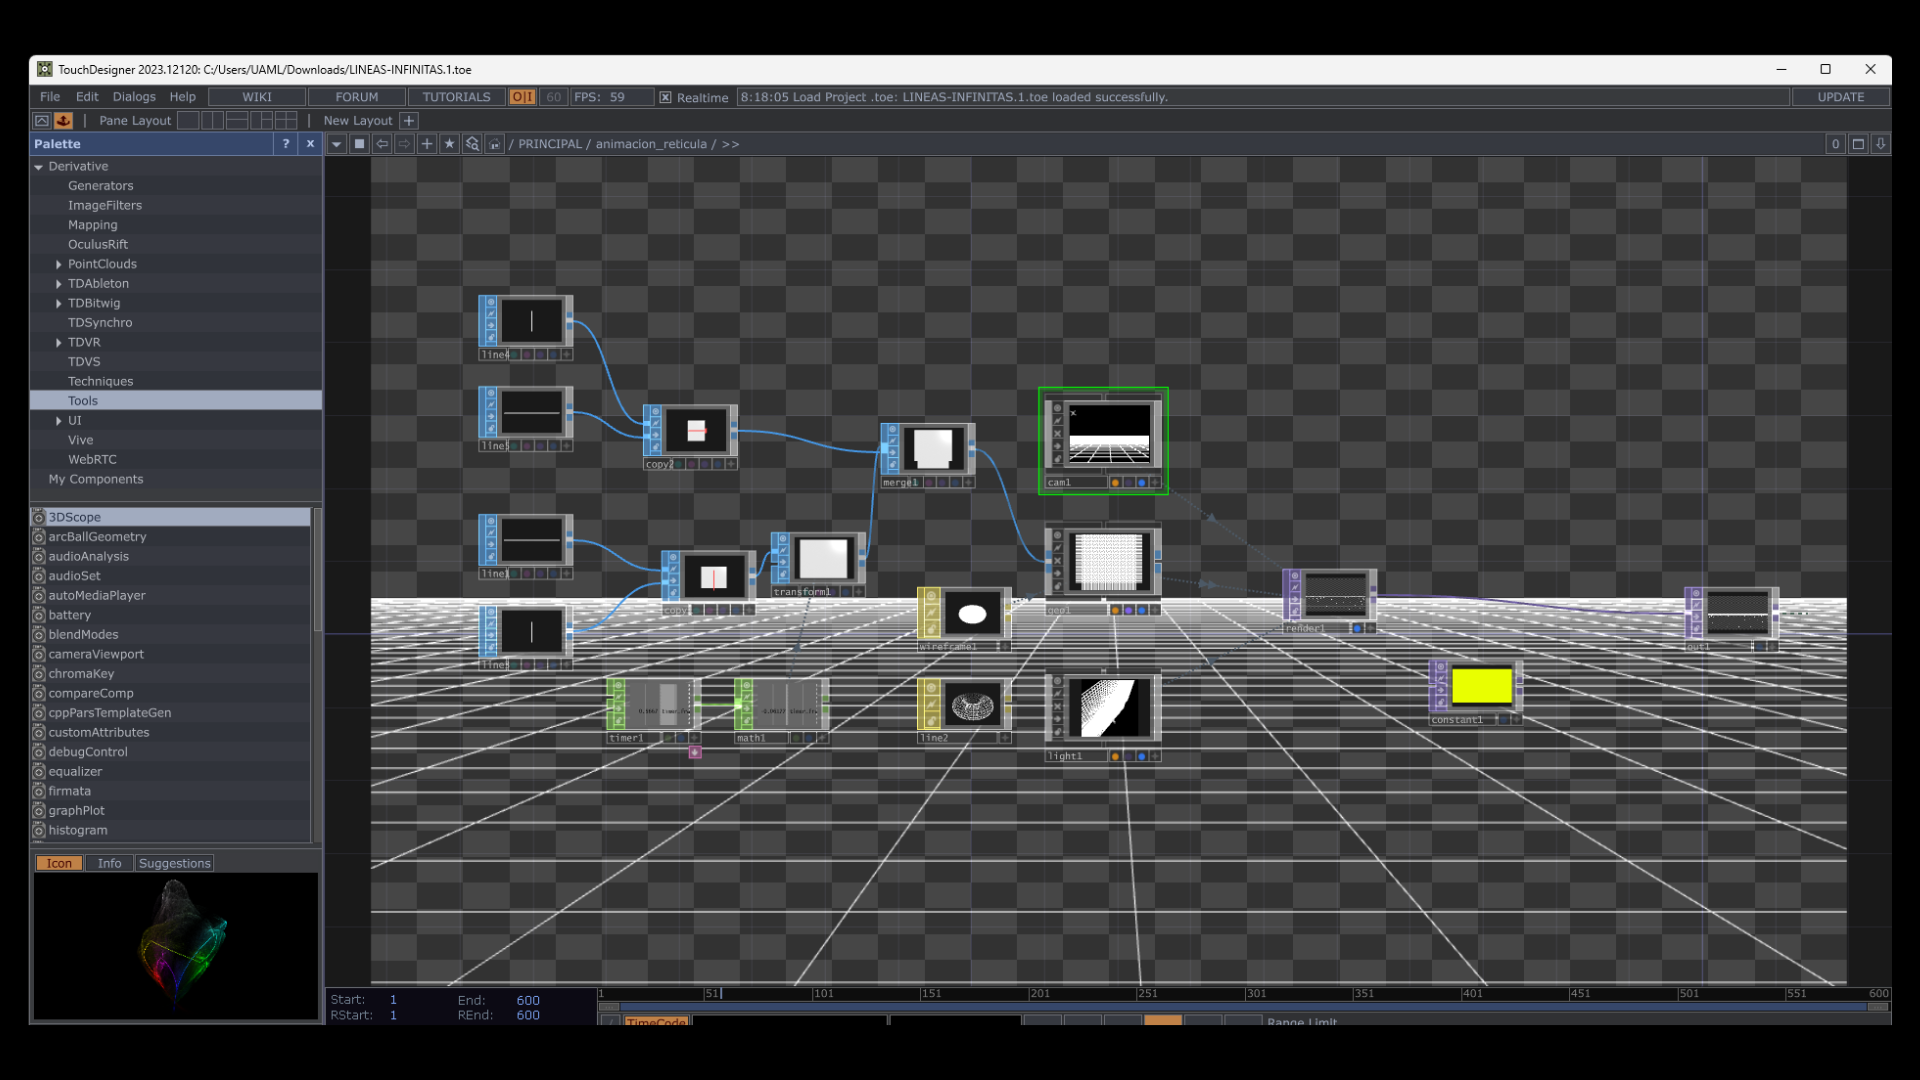 TouchDesigner 2023.12120: C:/Users/UAML/Downloads/LINEAS-INFINITAS.1.toe
File Edit Dialogs Help WIKI FORUM TUTORIALS O|I 60 FPS: 59 Realtime 8:18:05 Load Project .toe: LINEAS-INFINITAS.1.toe loaded successfully. UPDATE
Pane Layout New Layout +
Palette ? x / PRINCIPAL / animacion_reticula / >> 0
Derivative
Generators
ImageFilters
Mapping
OculusRift
PointClouds
TDAbleton
TDBitwig
TDSynchro
TDVR
TDVS
Techniques
Tools
UI
Vive
WebRTC
My Components
3DScope
arcBallGeometry
audioAnalysis
audioSet
autoMediaPlayer
battery
blendModes
cameraViewport
chromaKey
compareComp
cppParsTemplateGen
customAttributes
debugControl
equalizer
firmata
graphPlot
histogram
Icon Info Suggestions
line4
line5
copy2
merge1
cam1
line1
copy
transform1
geo1
line
wireframe1
render1
out1
timer1
math1
line2
light1
constant1
Start: 1 End: 600
RStart: 1 REnd: 600
1 51 101 151 201 251 301 351 401 451 501 551 600
TimeCode Range Limit